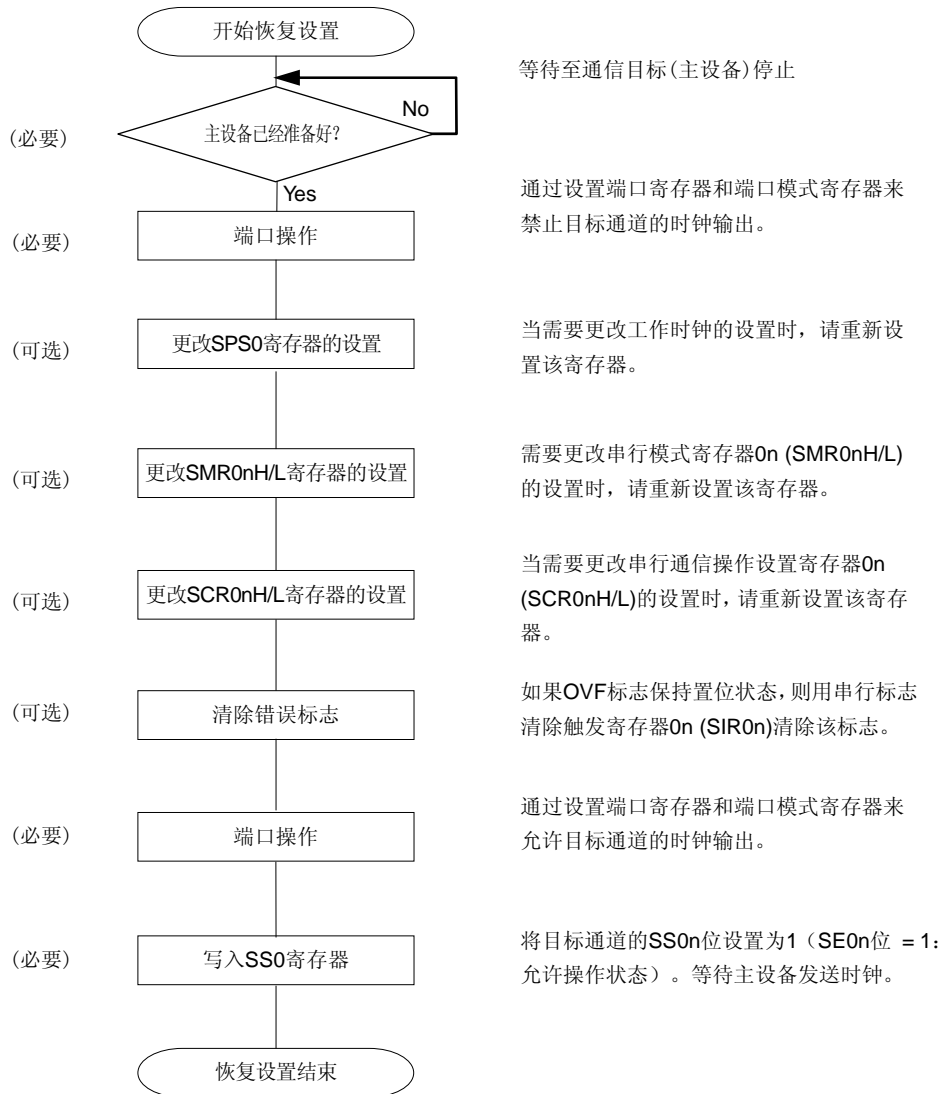 开始恢复设置
等待至通信目标(主设备)停止
No
(必要)
主设备已经准备好?
Yes
通过设置端口寄存器和端口模式寄存器来
禁止目标通道的时钟输出。
(必要)
端口操作
(可选)
更改SPS0寄存器的设置
当需要更改工作时钟的设置时，请重新设
置该寄存器。
(可选)
更改SMR0nH/L寄存器的设置
需要更改串行模式寄存器0n (SMR0nH/L)
的设置时，请重新设置该寄存器。
(可选)
更改SCR0nH/L寄存器的设置
当需要更改串行通信操作设置寄存器0n
(SCR0nH/L)的设置时，请重新设置该寄存
器。
(可选)
清除错误标志
如果OVF标志保持置位状态，则用串行标志
清除触发寄存器0n (SIR0n)清除该标志。
(必要)
端口操作
通过设置端口寄存器和端口模式寄存器来
允许目标通道的时钟输出。
(必要)
写入SS0寄存器
将目标通道的SS0n位设置为1（SE0n位 = 1：
允许操作状态）。等待主设备发送时钟。
恢复设置结束